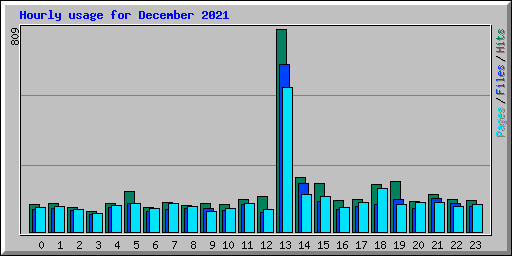 Hourly usage for December 2021
809
Pages/Files/Hits
0 1 2 3 4 5 6 7 8 9 10 11 12 13 14 15 16 17 18 19 20 21 22 23